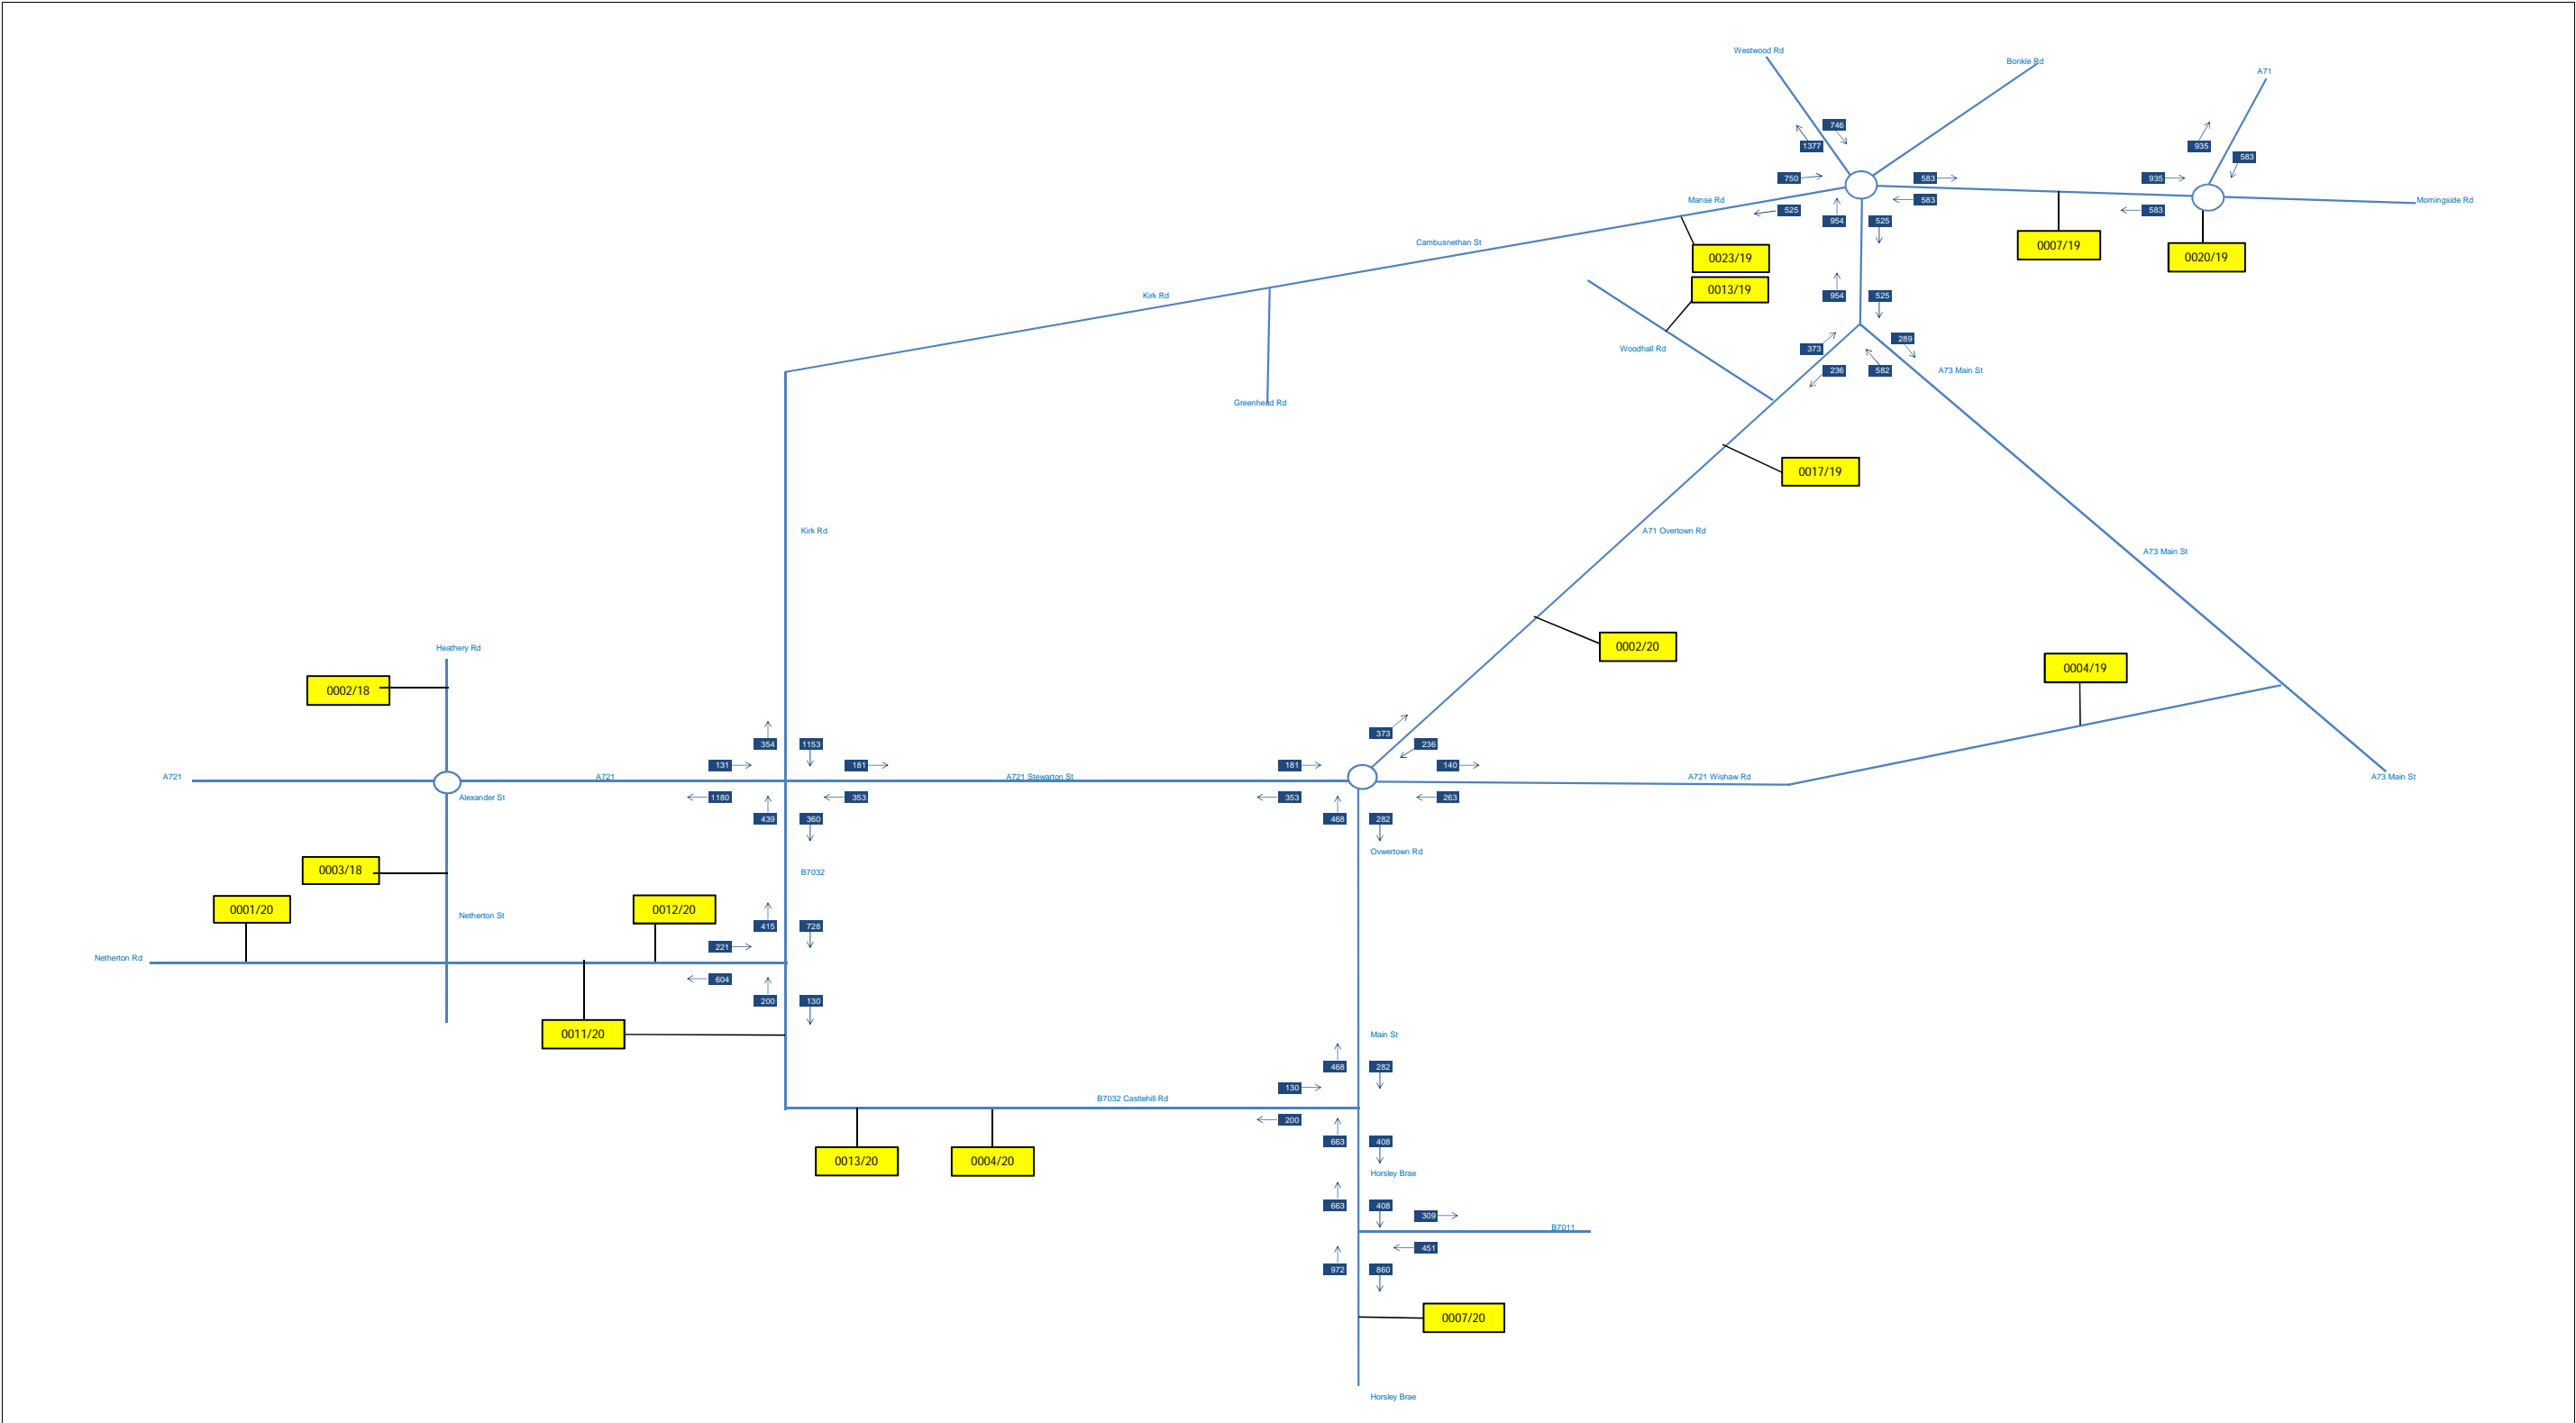 Westwood Rd
Bonkle Rd
A71
746
1377
935
583
750
583
935
Manse Rd
525
954
525
583
583
Morningside Rd
Cambusnethan St
0023/19
0007/19
0020/19
0013/19
Kirk Rd
954
525
Woodhall Rd
373
289
236
582
A73 Main St
Greenhead Rd
0017/19
Kirk Rd
A71 Overtown Rd
A73 Main St
Heathery Rd
0002/18
0002/20
0004/19
354
1153
373
236
131
181
181
140
A721
A721
A721 Stewarton St
A721 Wishaw Rd
A73 Main St
Alexander St
1180
353
353
263
439
360
468
282
Ovwertown Rd
0003/18
B7032
0001/20
0012/20
Netherton St
415
728
221
Netherton Rd
604
200
130
0011/20
Main St
468
282
130
B7032 Castlehill Rd
200
663
408
0013/20
0004/20
Horsley Brae
663
408
309
B7011
451
972
860
0007/20
Horsley Brae